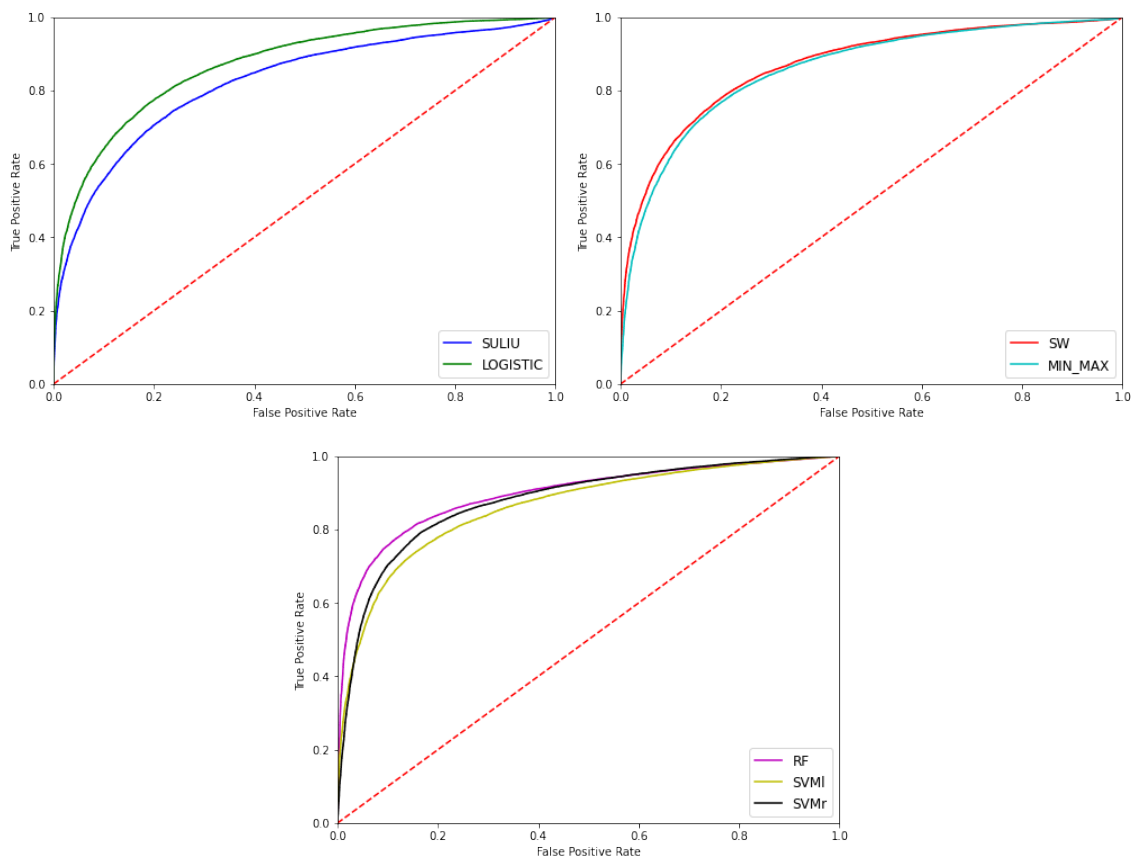 1.0
0.8
0.6
0.4
0.2
0.0
True Positive Rate
0.0 0.2 0.4 0.6 0.8 1.0
False Positive Rate
SULIU
LOGISTIC
1.0
0.8
0.6
0.4
0.2
0.0
True Positive Rate
0.0 0.2 0.4 0.6 0.8 1.0
False Positive Rate
SW
MIN_MAX
1.0
0.8
0.6
0.4
0.2
0.0
True Positive Rate
0.0 0.2 0.4 0.6 0.8 1.0
False Positive Rate
RF
SVMl
SVMr